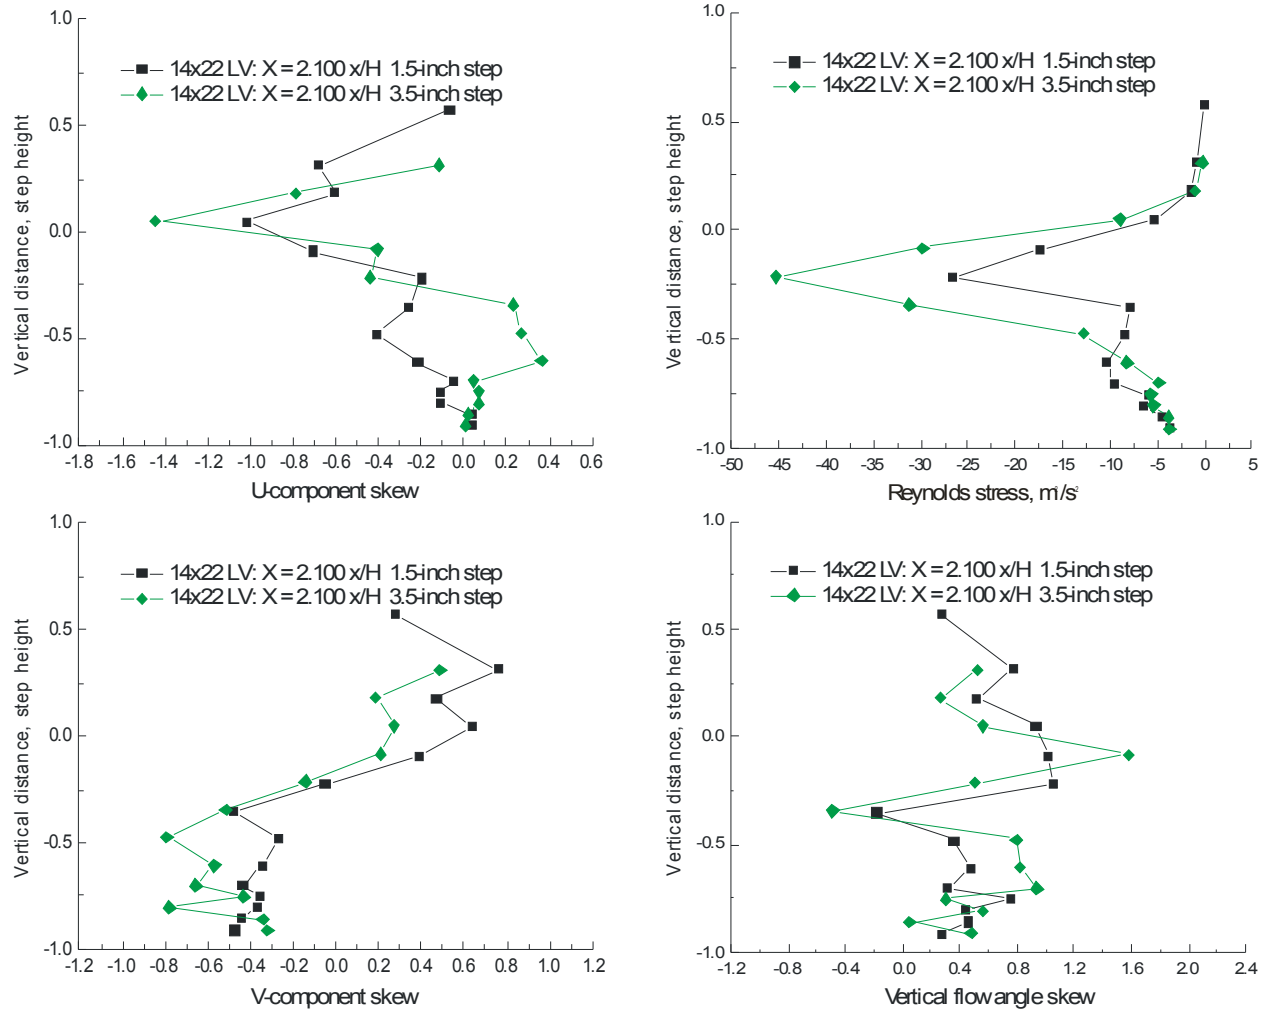 1.0
0.5
0.0
-0.5
-1.0
Vertical distance, step height
14x22 LV: X = 2.100 x/H 1.5-inch step
14x22 LV: X = 2.100 x/H 3.5-inch step
-1.8 -1.6 -1.4 -1.2 -1.0 -0.8 -0.6 -0.4 -0.2 0.0 0.2 0.4 0.6
U-component skew
1.0
0.5
0.0
-0.5
-1.0
Vertical distance, step height
14x22 LV: X = 2.100 x/H 1.5-inch step
14x22 LV: X = 2.100 x/H 3.5-inch step
-50 -45 -40 -35 -30 -25 -20 -15 -10 -5 0 5
Reynolds stress, m²/s²
1.0
0.5
0.0
-0.5
-1.0
Vertical distance, step height
14x22 LV: X = 2.100 x/H 1.5-inch step
14x22 LV: X = 2.100 x/H 3.5-inch step
-1.2 -1.0 -0.8 -0.6 -0.4 -0.2 0.0 0.2 0.4 0.6 0.8 1.0 1.2
V-component skew
1.0
0.5
0.0
-0.5
-1.0
Vertical distance, step height
14x22 LV: X = 2.100 x/H 1.5-inch step
14x22 LV: X = 2.100 x/H 3.5-inch step
-1.2 -0.8 -0.4 0.0 0.4 0.8 1.2 1.6 2.0 2.4
Vertical flow angle skew